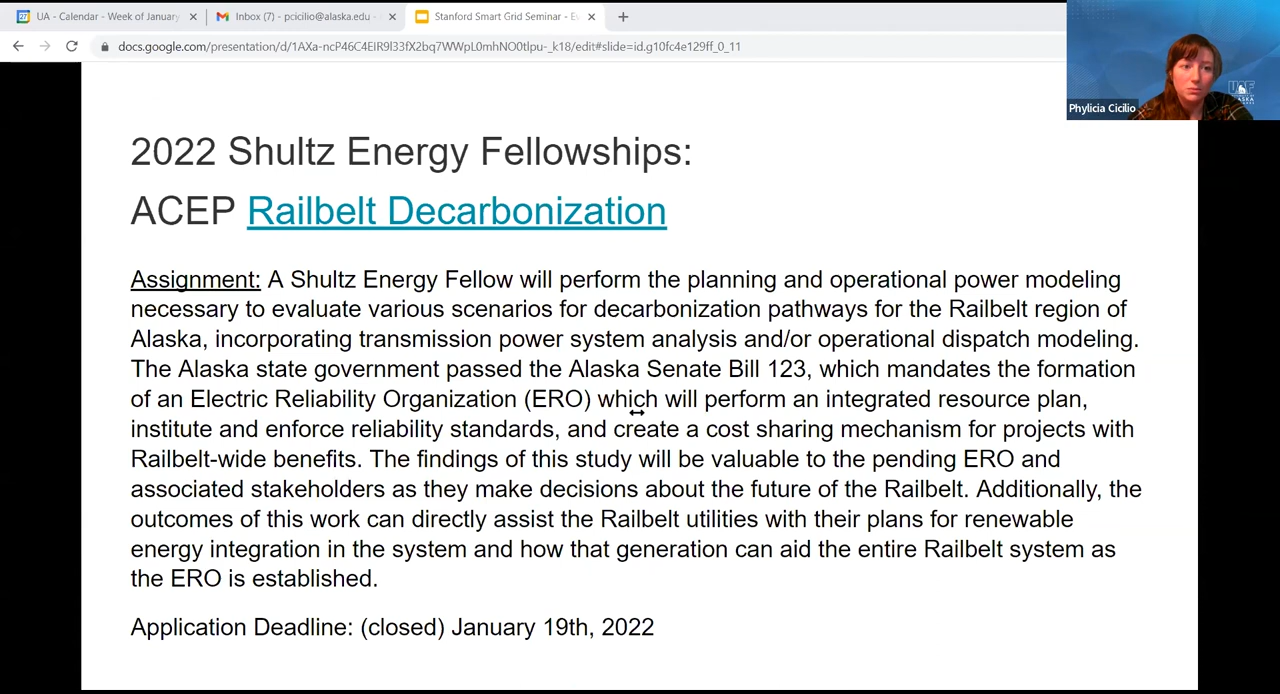 27 UA - Calendar - Week of January
Inbox (7) - pcicilio@alaska.edu -
Stanford Smart Grid Seminar - E
docs.google.com/presentation/d/1AXa-ncP46C4EIR9l33fX2bq7WWpL0mhNO0tlpu-_k18/edit#slide=id.g10fc4e129ff_0_11
UAF
Phylicia Cicilio
2022 Shultz Energy Fellowships:
ACEP Railbelt Decarbonization
Assignment: A Shultz Energy Fellow will perform the planning and operational power modeling
necessary to evaluate various scenarios for decarbonization pathways for the Railbelt region of
Alaska, incorporating transmission power system analysis and/or operational dispatch modeling.
The Alaska state government passed the Alaska Senate Bill 123, which mandates the formation
of an Electric Reliability Organization (ERO) which will perform an integrated resource plan,
institute and enforce reliability standards, and create a cost sharing mechanism for projects with
Railbelt-wide benefits. The findings of this study will be valuable to the pending ERO and
associated stakeholders as they make decisions about the future of the Railbelt. Additionally, the
outcomes of this work can directly assist the Railbelt utilities with their plans for renewable
energy integration in the system and how that generation can aid the entire Railbelt system as
the ERO is established.
Application Deadline: (closed) January 19th, 2022